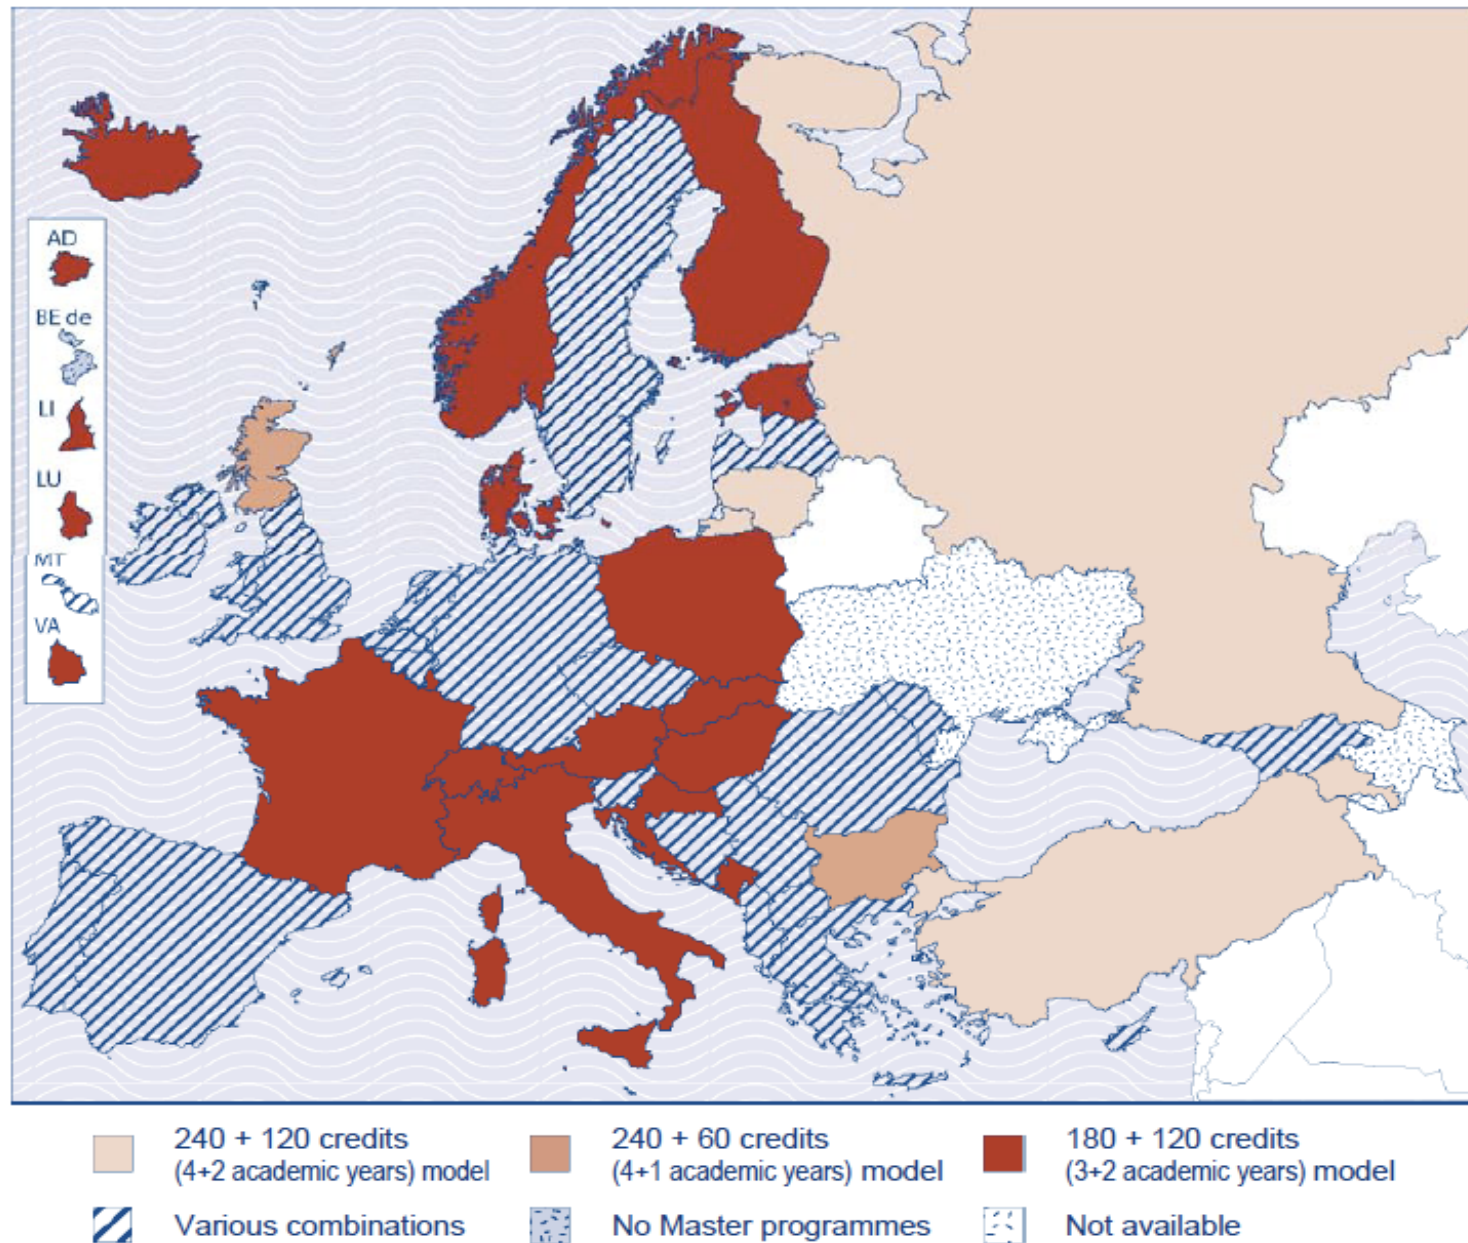 AD
BE de
LI
LU
MT
VA
240 + 120 credits
(4+2 academic years) model
240 + 60 credits
(4+1 academic years) model
180 + 120 credits
(3+2 academic years) model
Various combinations
No Master programmes
Not available